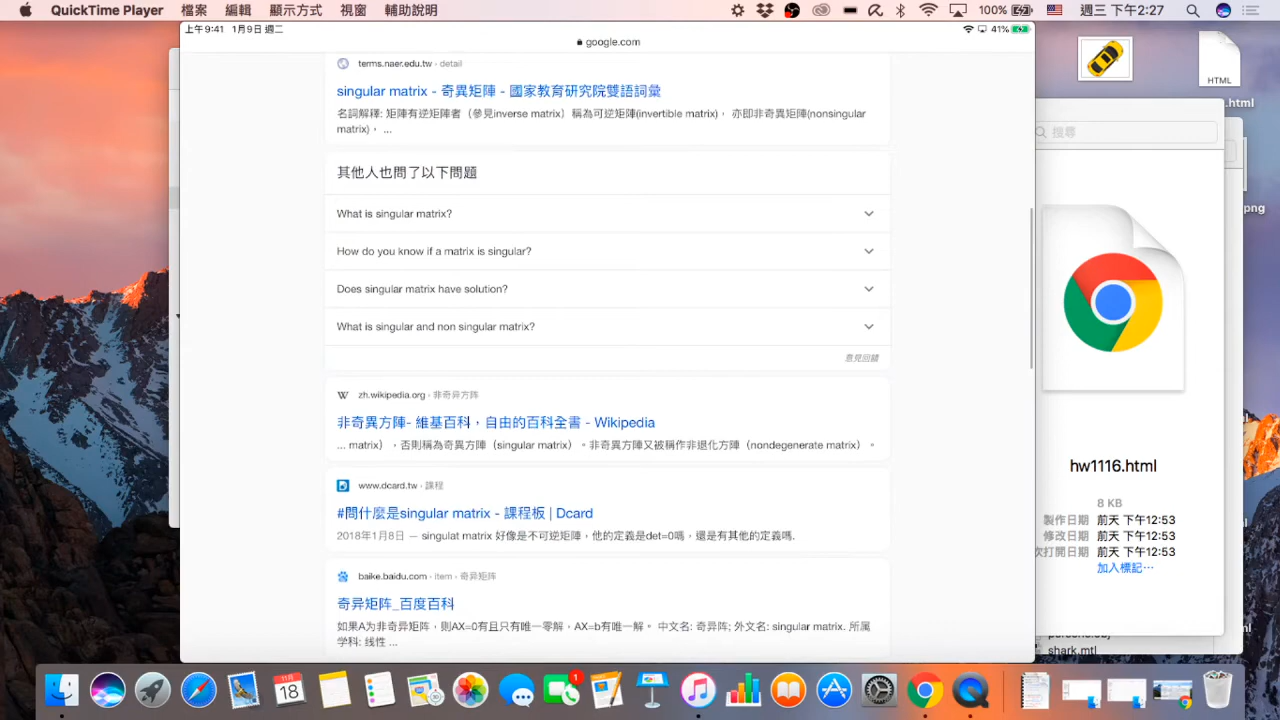 QuickTime Player 檔案 編輯 顯示方式 視窗 輔助說明 100% 週三 下午2:27
上午9:41 1月9日 週二 41%
google.com
terms.naer.edu.tw › detail
singular matrix - 奇異矩陣 - 國家教育研究院雙語詞彙
名詞解釋: 矩陣有逆矩陣者（參見inverse matrix）稱為可逆矩陣(invertible matrix)， 亦即非奇異矩陣(nonsingular
matrix)， ...
其他人也問了以下問題
What is singular matrix?
How do you know if a matrix is singular?
Does singular matrix have solution?
What is singular and non singular matrix?
意見回饋
zh.wikipedia.org › 非奇异方阵
非奇異方陣- 維基百科，自由的百科全書 - Wikipedia
... matrix），否則稱為奇異方陣（singular matrix）。非奇異方陣又被稱作非退化方陣（nondegenerate matrix）。
www.dcard.tw › 課程
#問什麼是singular matrix - 課程板 | Dcard
2018年1月8日 — singulat matrix 好像是不可逆矩陣，他的定義是det=0嗎，還是有其他的定義嗎.
baike.baidu.com › item › 奇异矩阵
奇异矩阵_百度百科
如果A为非奇异矩阵，则AX=0有且只有唯一零解，AX=b有唯一解。 中文名: 奇异阵; 外文名: singular matrix. 所属
学科: 线性 ...
HTML
.html
搜尋
png
hw1116.html
8 KB
製作日期 前天 下午12:53
修改日期 前天 下午12:53
次打開日期 前天 下午12:53
加入標記⋯
shark.mtl
NOV
18
1